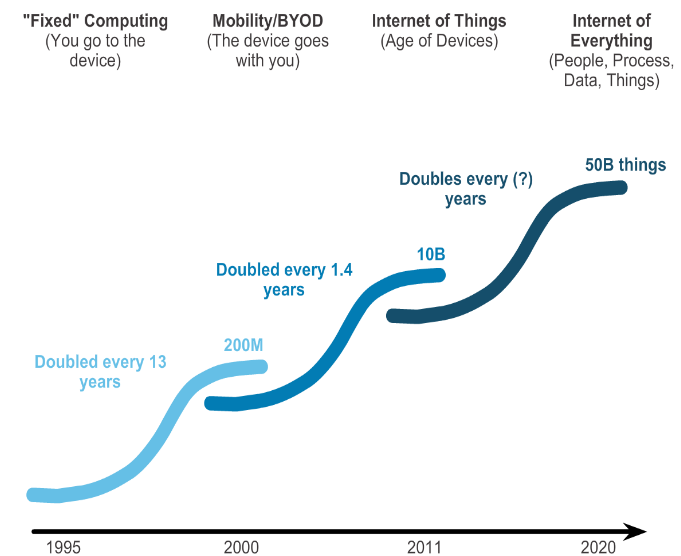 "Fixed" Computing
(You go to the
device)
Mobility/BYOD
(The device goes
with you)
Internet of Things
(Age of Devices)
Internet of
Everything
(People, Process,
Data, Things)
50B things
Doubles every (?)
years
10B
Doubled every 1.4
years
200M
Doubled every 13
years
1995
2000
2011
2020